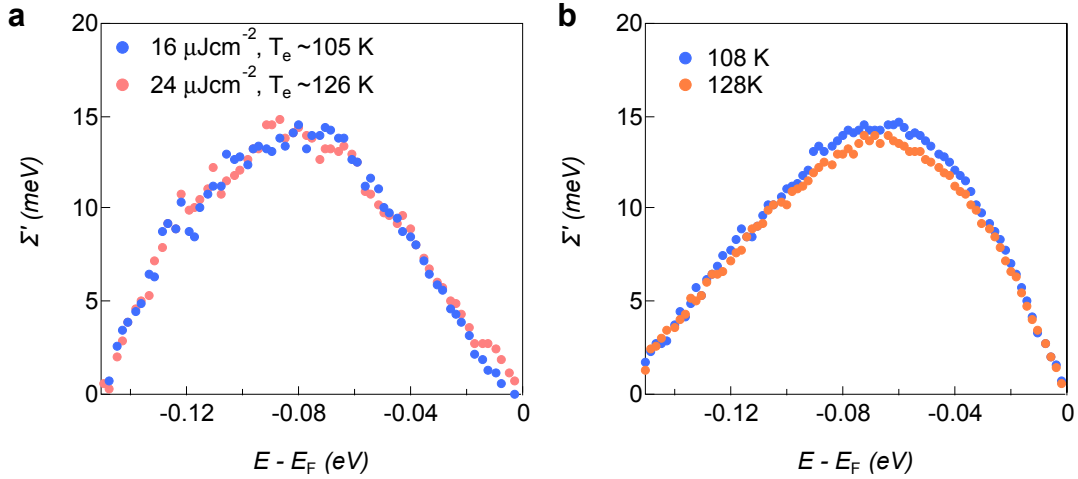 a
20
15
10
5
0
16 μJcm⁻², Tₑ ~105 K
24 μJcm⁻², Tₑ ~126 K
Σ' (meV)
-0.12
-0.08
-0.04
0
E - E_F (eV)
b
20
15
10
5
0
108 K
128K
Σ' (meV)
-0.12
-0.08
-0.04
0
E - E_F (eV)